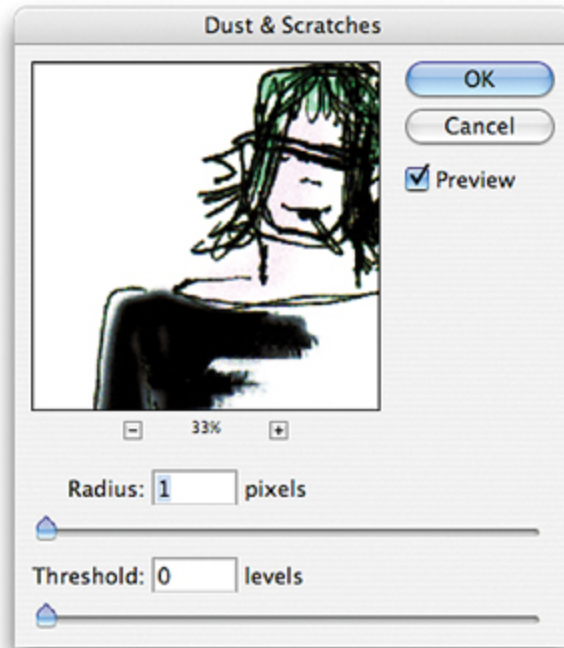 Dust & Scratches
OK
Cancel
Preview
33%
Radius: 1 pixels
Threshold: 0 levels